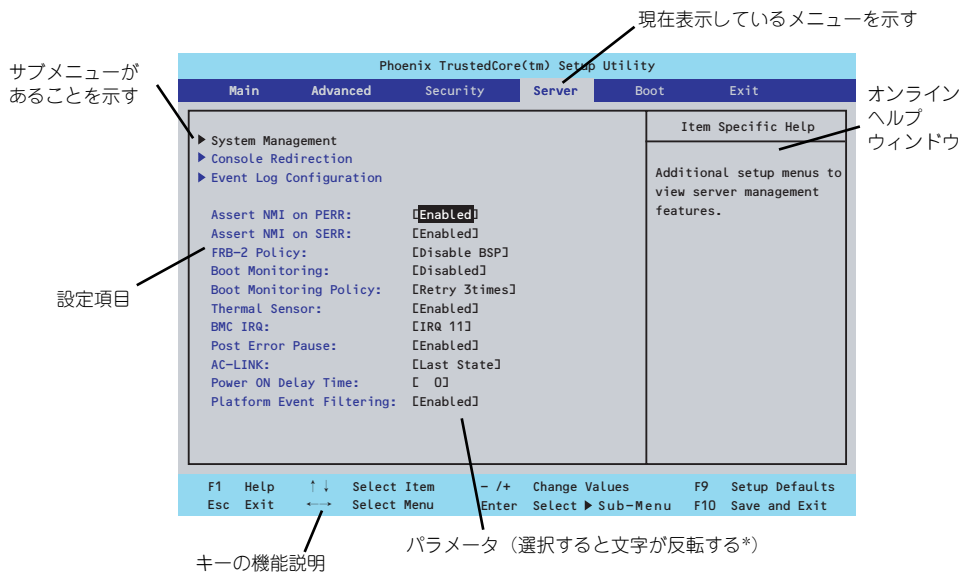 現在表示しているメニューを示す
サブメニューが
あることを示す
Phoenix TrustedCore(tm) Setup Utility
Main Advanced Security Server Boot Exit
オンライン
ヘルプ
ウィンドウ
Item Specific Help
▶ System Management
▶ Console Redirection
▶ Event Log Configuration
Additional setup menus to
view server management
features.
Assert NMI on PERR: [Enabled]
Assert NMI on SERR: [Enabled]
FRB-2 Policy: [Disable BSP]
Boot Monitoring: [Disabled]
Boot Monitoring Policy: [Retry 3times]
Thermal Sensor: [Enabled]
BMC IRQ: [IRQ 11]
Post Error Pause: [Enabled]
AC-LINK: [Last State]
Power ON Delay Time: [ 0]
Platform Event Filtering: [Enabled]
設定項目
F1 Help ↑↓ Select Item - /+ Change Values F9 Setup Defaults
Esc Exit ←→ Select Menu Enter Select ▶ Sub-Menu F10 Save and Exit
パラメータ（選択すると文字が反転する*）
キーの機能説明